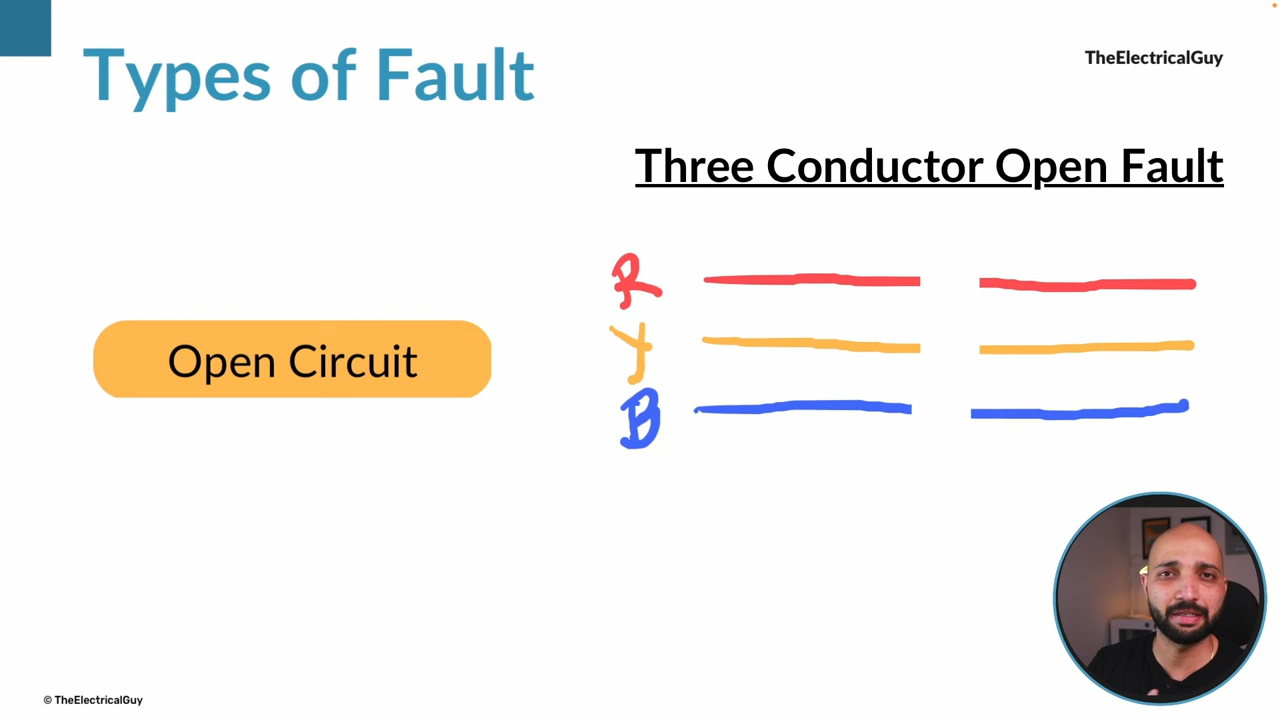 Types of Fault
TheElectricalGuy
Three Conductor Open Fault
R
Y
B
Open Circuit
© TheElectricalGuy